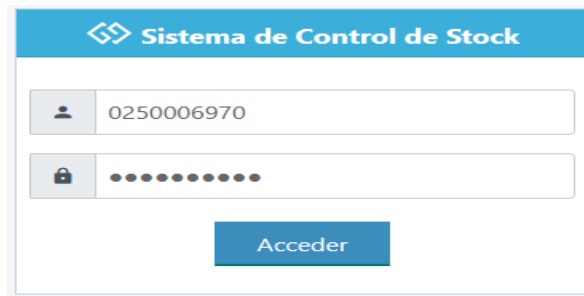 Sistema de Control de Stock
0250006970
●●●●●●●●●●
Acceder